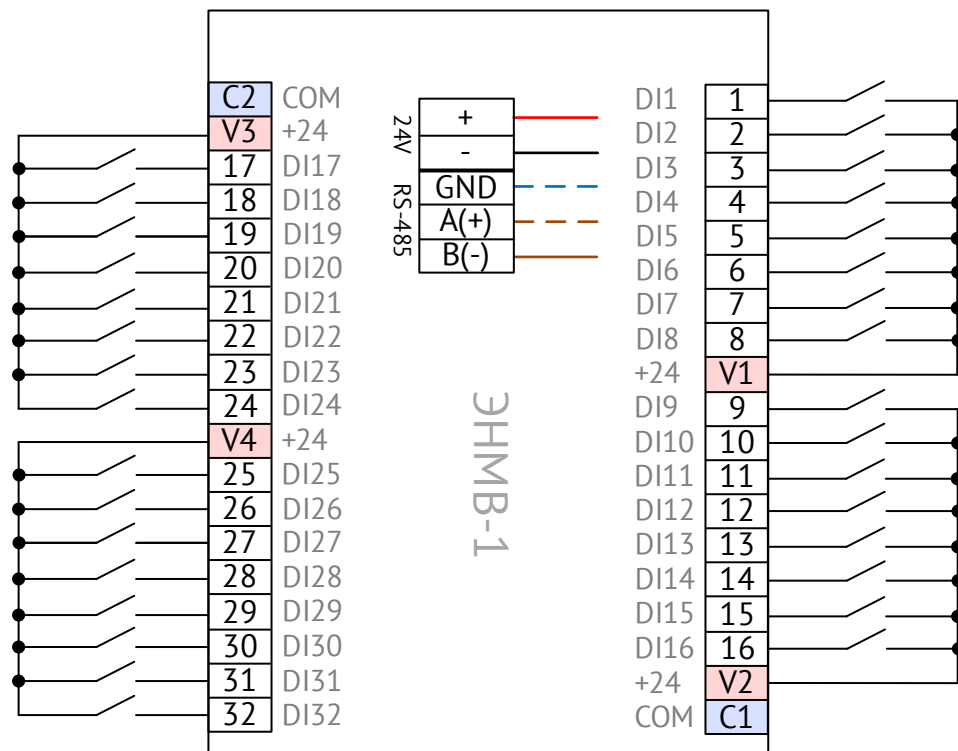 C2 COM
V3 +24
17 DI17
18 DI18
19 DI19
20 DI20
21 DI21
22 DI22
23 DI23
24 DI24
V4 +24
25 DI25
26 DI26
27 DI27
28 DI28
29 DI29
30 DI30
31 DI31
32 DI32
24V
+
-
RS-485
GND
A(+)
B(-)
ЭНМВ-1
DI1 1
DI2 2
DI3 3
DI4 4
DI5 5
DI6 6
DI7 7
DI8 8
+24 V1
DI9 9
DI10 10
DI11 11
DI12 12
DI13 13
DI14 14
DI15 15
DI16 16
+24 V2
COM C1